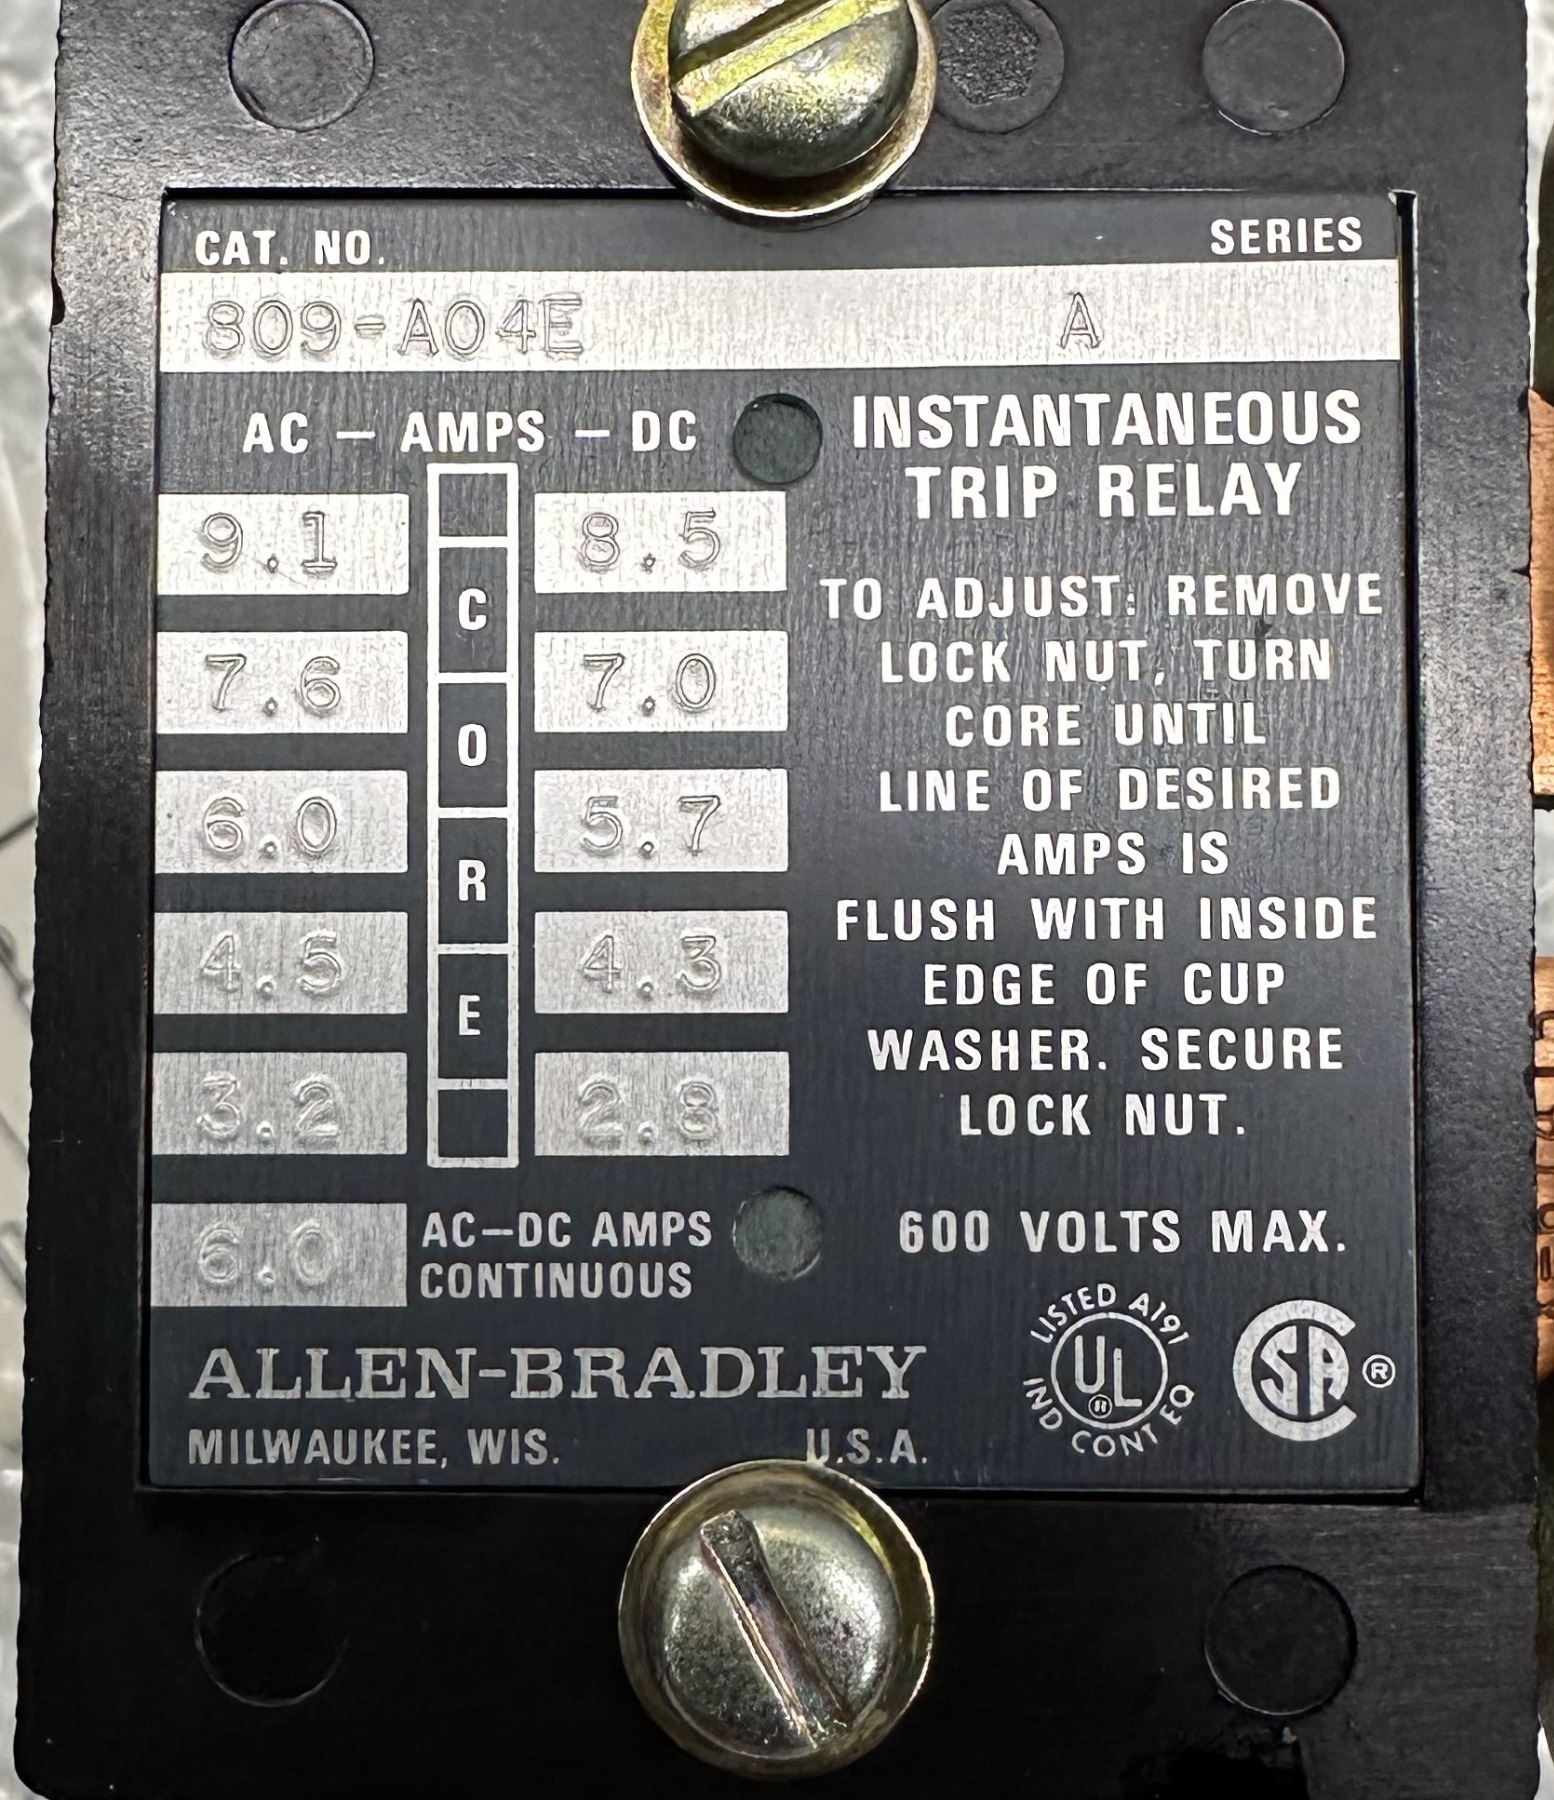 CAT. NO. SERIES
809-A04E A
AC – AMPS – DC
9.1 8.5
7.6 7.0
6.0 5.7
4.5 4.3
3.2 2.8
C
O
R
E
6.0 AC–DC AMPS
CONTINUOUS
INSTANTANEOUS
TRIP RELAY
TO ADJUST: REMOVE
LOCK NUT, TURN
CORE UNTIL
LINE OF DESIRED
AMPS IS
FLUSH WITH INSIDE
EDGE OF CUP
WASHER. SECURE
LOCK NUT.
600 VOLTS MAX.
ALLEN-BRADLEY
MILWAUKEE, WIS. U.S.A.
LISTED A191
UL ®
IND CONT EQ
CSA ®